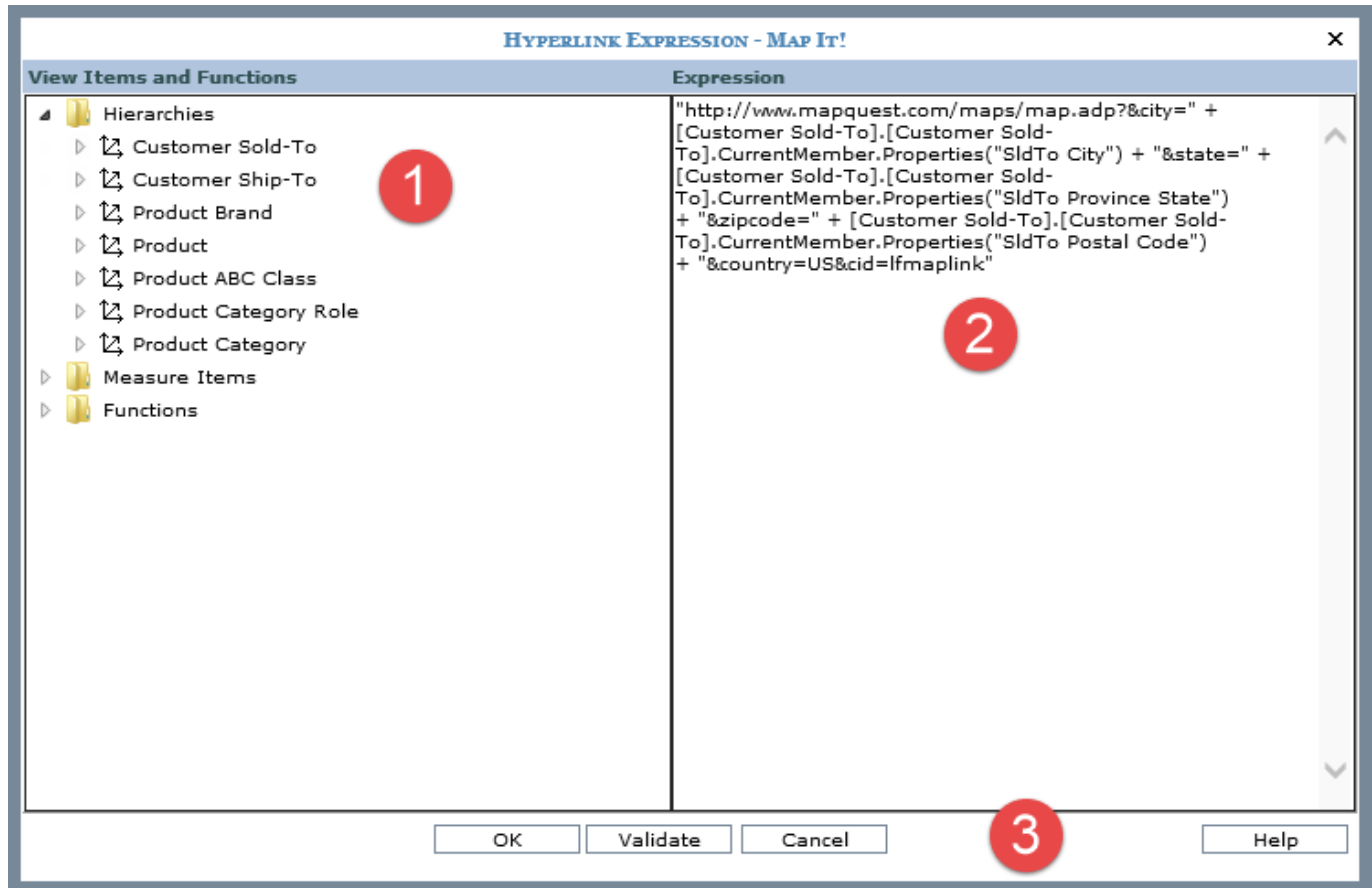 HYPERLINK EXPRESSION - MAP IT!
×
View Items and Functions
Expression
Hierarchies
Customer Sold-To
Customer Ship-To
Product Brand
Product
Product ABC Class
Product Category Role
Product Category
Measure Items
Functions
1
"http://www.mapquest.com/maps/map.adp?&city=" +
[Customer Sold-To].[Customer Sold-
To].CurrentMember.Properties("SldTo City") + "&state=" +
[Customer Sold-To].[Customer Sold-
To].CurrentMember.Properties("SldTo Province State")
+ "&zipcode=" + [Customer Sold-To].[Customer Sold-
To].CurrentMember.Properties("SldTo Postal Code")
+ "&country=US&cid=lfmaplink"
2
OK
Validate
Cancel
3
Help